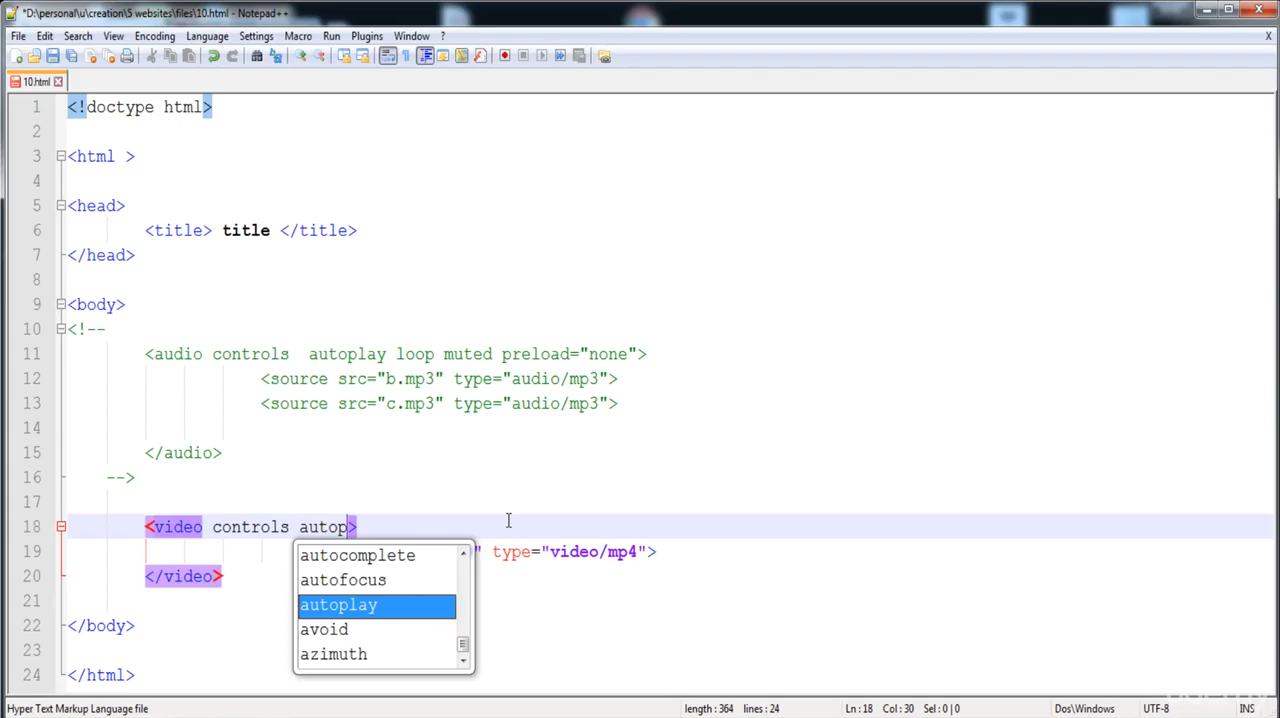 *D:\personal\u\creation\5 websites\files\10.html - Notepad++
File Edit Search View Encoding Language Settings Macro Run Plugins Window ? X
10.html
1 <!doctype html>
2
3 <html >
4
5 <head>
6 <title> title </title>
7 </head>
8
9 <body>
10 <!--
11 <audio controls  autoplay loop muted preload="none">
12 <source src="b.mp3" type="audio/mp3">
13 <source src="c.mp3" type="audio/mp3">
14
15 </audio>
16 -->
17
18 <video controls autop>
19 " type="video/mp4">
20 </video>
21
22 </body>
23
24 </html>
autocomplete
autofocus
autoplay
avoid
azimuth
Hyper Text Markup Language file length : 364 lines : 24 Ln : 18 Col : 30 Sel : 0 | 0 Dos\Windows UTF-8 INS